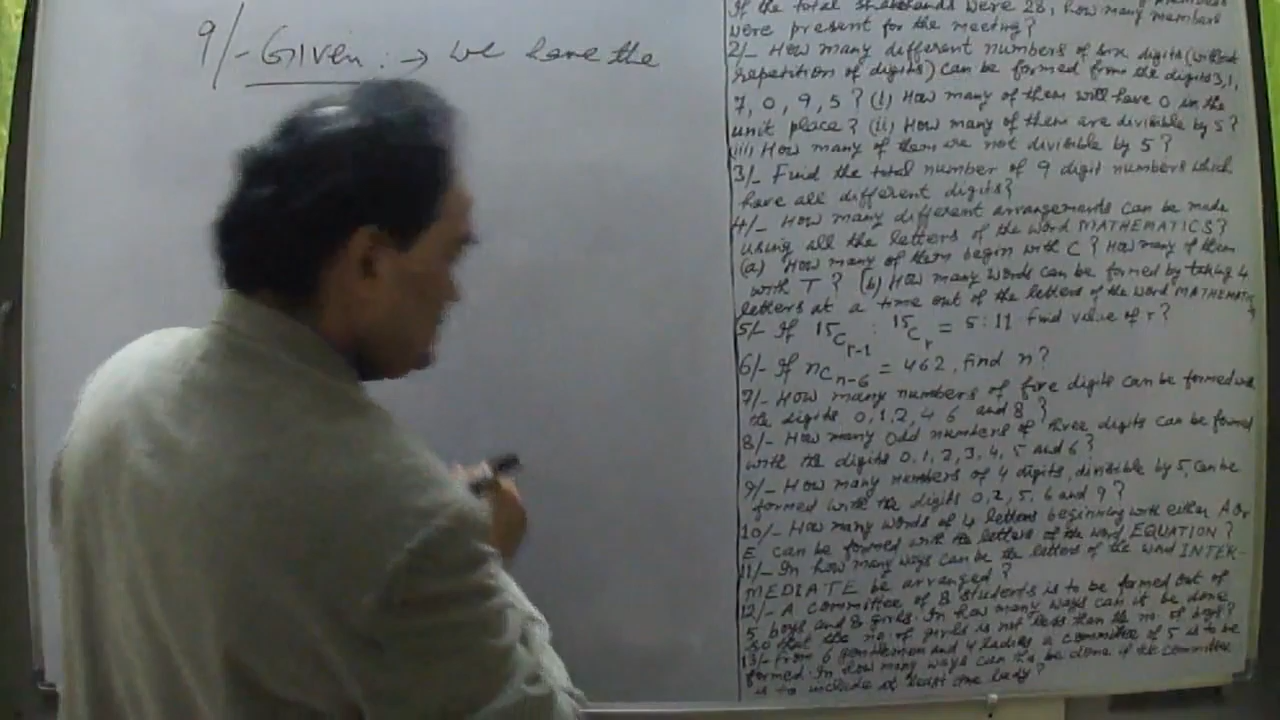 9/- Given :→ we have the
If the total shakehands were 28, how many members
were present for the meeting?
2/- How many different numbers of six digits (without
repetition of digits) can be formed from the digits 3, 1,
7, 0, 9, 5 ? (i) How many of them will have 0 in the
unit place? (ii) How many of them are divisible by 5?
(iii) How many of them are not divisible by 5 ?
3/- Find the total number of 9 digit numbers which
have all different digits?
4/- How many different arrangements can be made
using all the letters of the word MATHEMATICS?
(a) How many of them begin with C ? How many of them
with T ? (b) How many words can be formed by taking 4
letters at a time out of the letters of the word MATHEMATICS
5/- If 15Cr-1 : 15Cr = 5:11 Find value of r ?
6/- If nCn-6 = 462, Find n ?
7/- How many numbers of five digits can be formed with
the digits 0, 1, 2, 4 6 and 8 ?
8/- How many odd numbers of three digits can be formed
with the digits 0, 1, 2, 3, 4, 5 and 6 ?
9/- How many numbers of 4 digits, divisible by 5, can be
formed with the digits 0, 2, 5, 6 and 9 ?
10/- How many words of 4 letters beginning with either A or
E can be formed with the letters of the word EQUATION ?
11/- In how many ways can be the letters of the word INTER-
MEDIATE be arranged ?
12/- A committee of 8 students is to be formed out of
5 boys and 8 girls. In how many ways can it be done
so that the no. of girls is not less than the no. of boys?
13/- From 6 gentlemen and 4 ladies a committee of 5 is to be
formed. In how many ways can be done if the committee
is to include at least one lady?